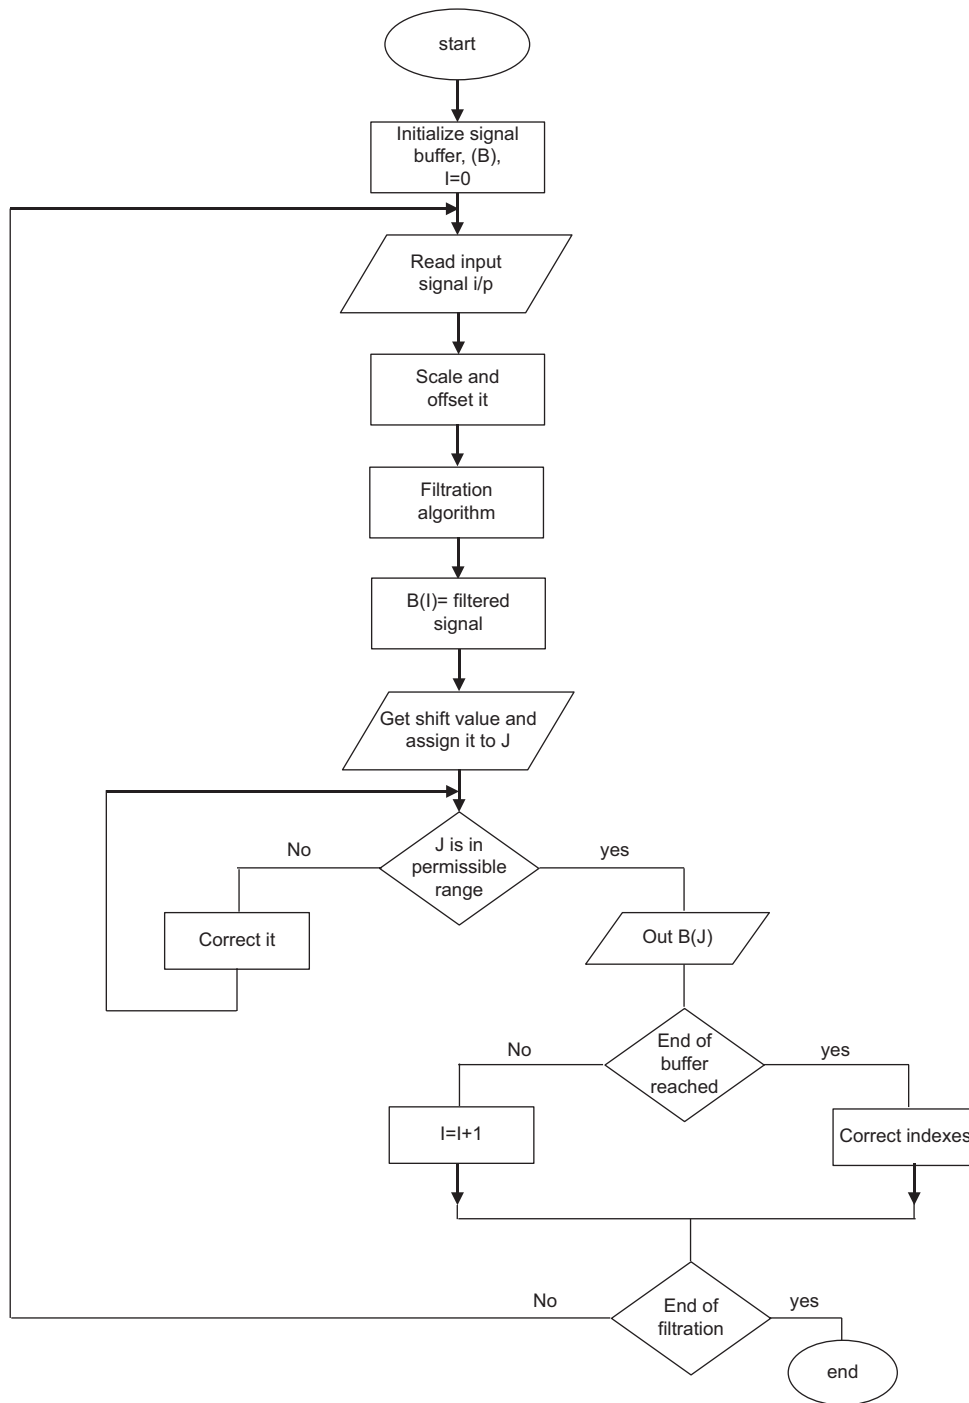 start
Initialize signal
buffer, (B),
I=0
Read input
signal i/p
Scale and
offset it
Filtration
algorithm
B(I)= filtered
signal
Get shift value and
assign it to J
J is in
permissible
range
No
yes
Correct it
Out B(J)
End of
buffer
reached
No
yes
I=I+1
Correct indexes
End of
filtration
No
yes
end